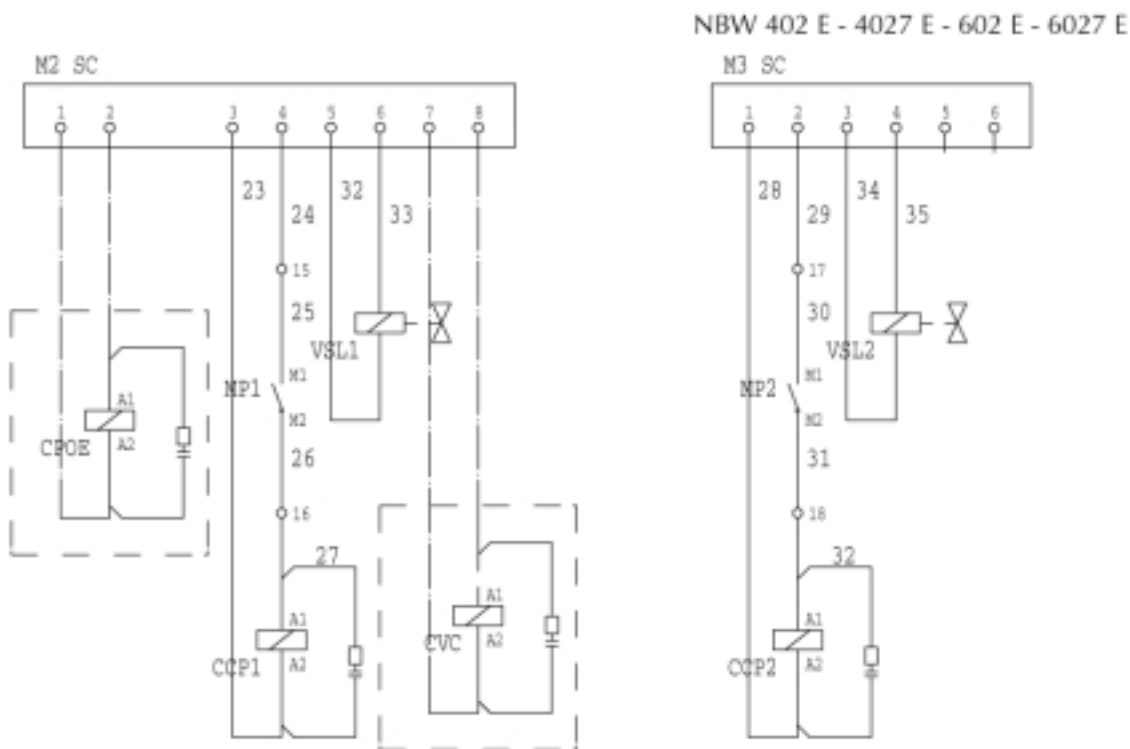 NBW 402 E - 4027 E - 602 E - 6027 E
M2 SC
M3 SC
1 2 3 4 5 6 7 8
1 2 3 4 5 6
23
32
24
33
28
34
29
35
15
17
25
30
VSL1
VSL2
MP1
M1
M2
MP2
M1
M2
CPOE
A1
A2
26
31
16
18
27
32
CCP1
A1
A2
CVC
A1
A2
CCP2
A1
A2